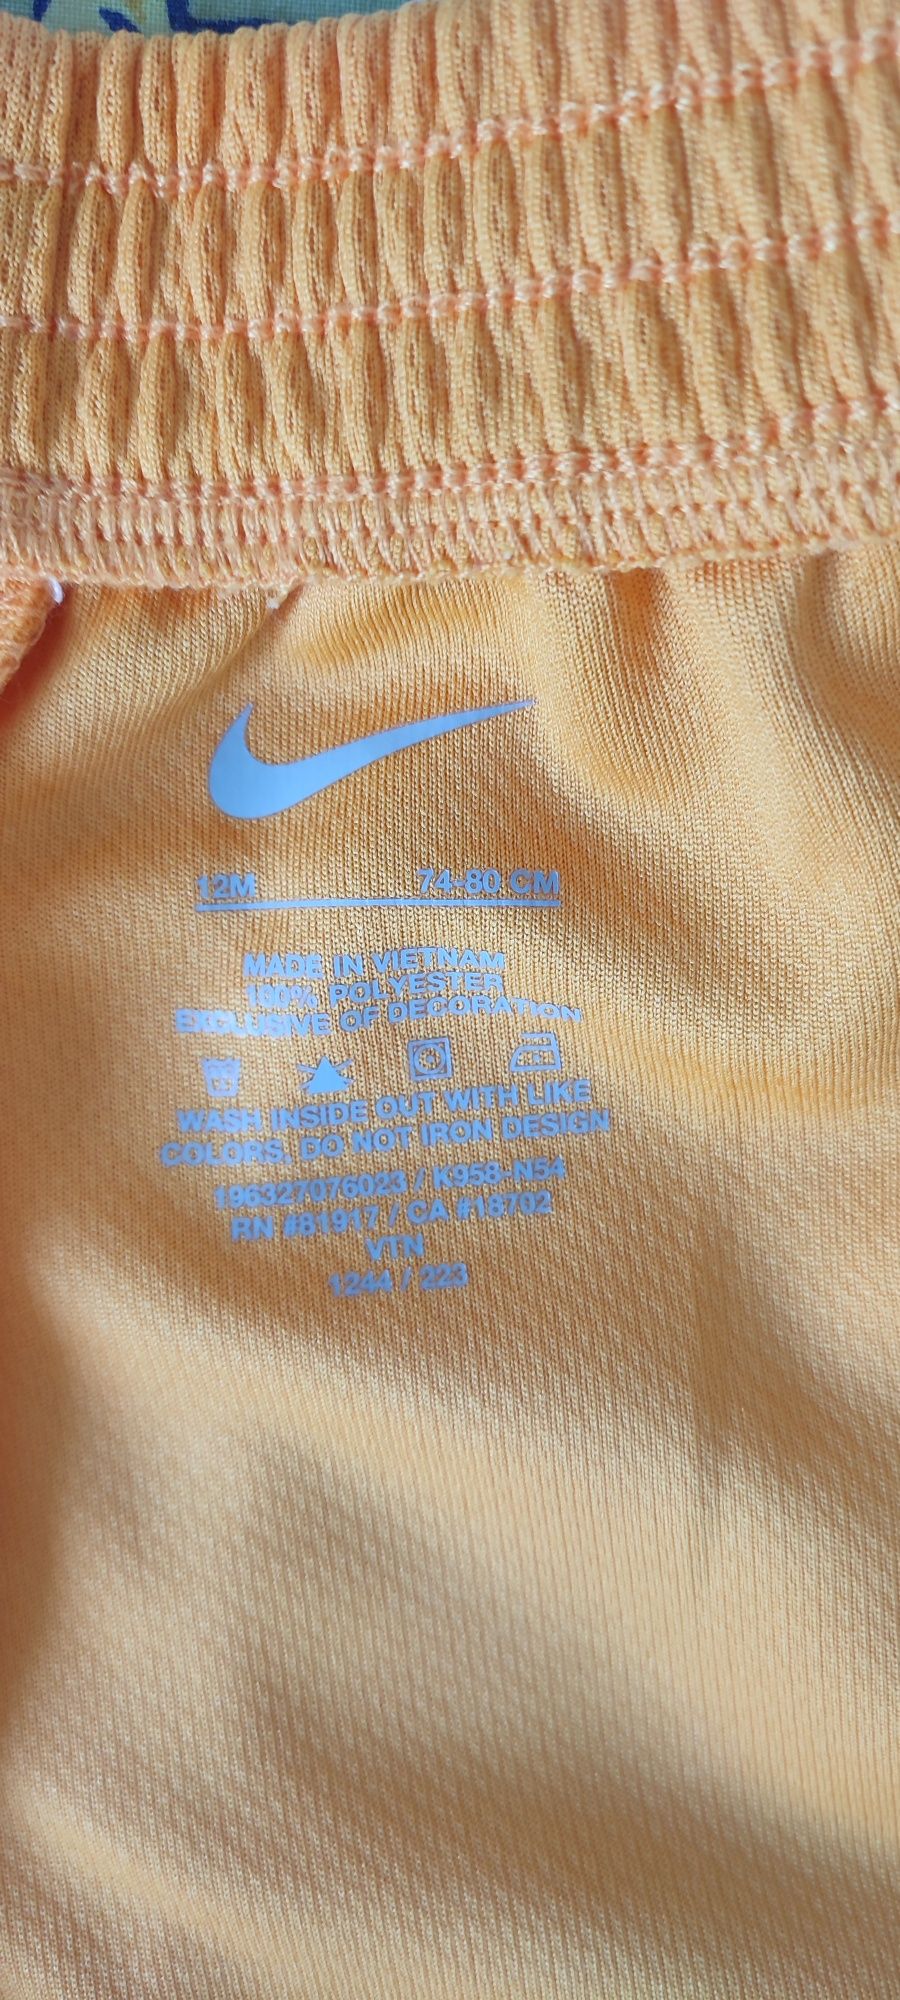 12M 74-80 CM
MADE IN VIETNAM
100% POLYESTER
EXCLUSIVE OF DECORATION
WASH INSIDE OUT WITH LIKE
COLORS. DO NOT IRON DESIGN
196327076023 / K958-N54
RN #81917 / CA #18702
VTN
1244 / 223